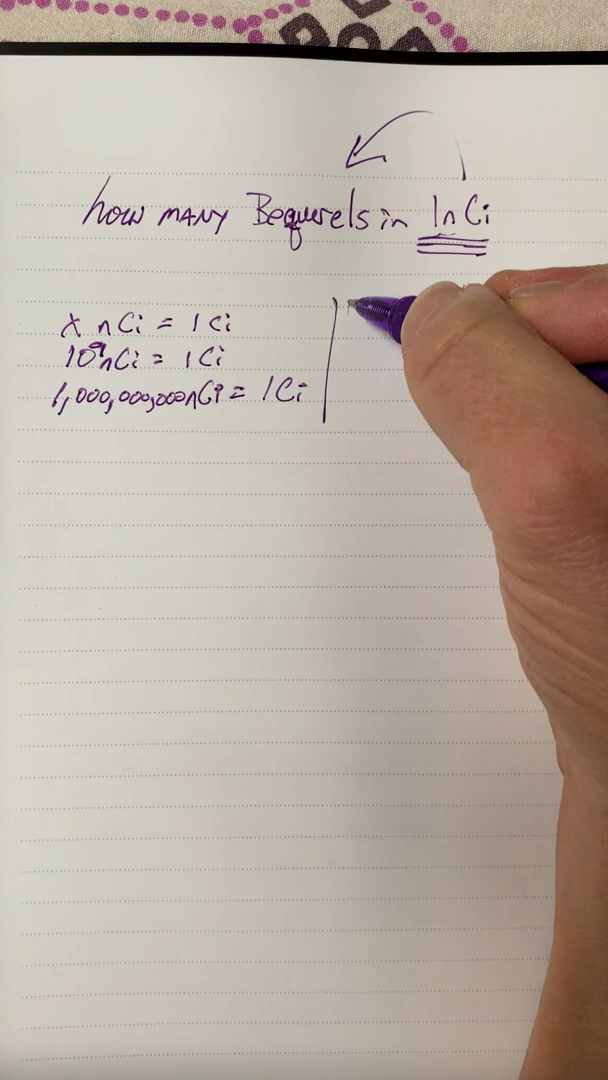 how many Bequerels in 1nCi
x nCi = 1Ci
10⁹nCi = 1Ci
1,000,000,000nCi = 1Ci